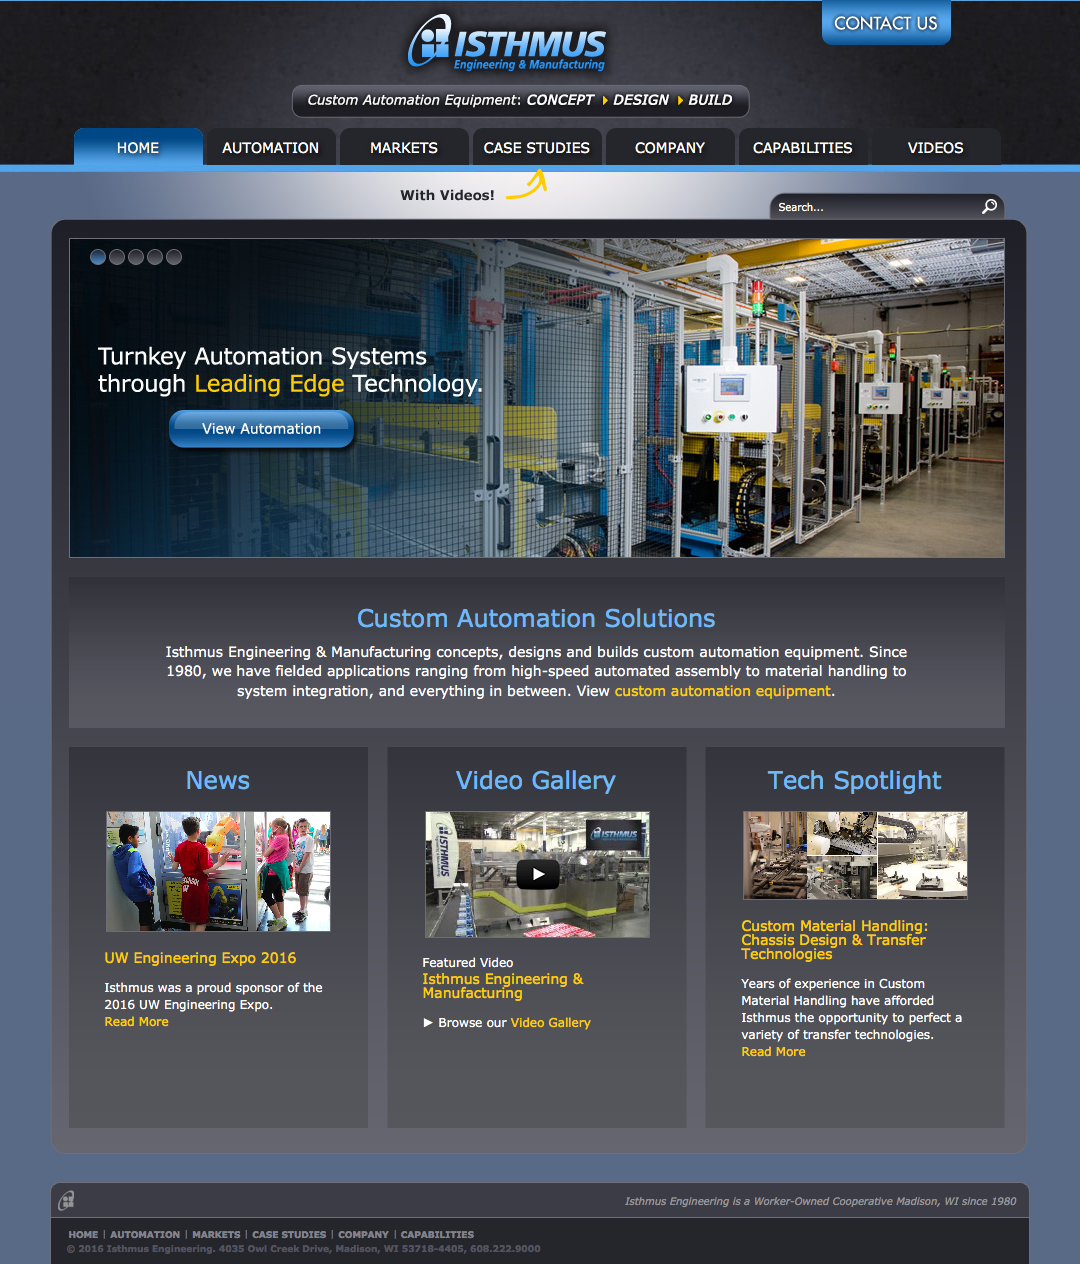 CONTACT US
ISTHMUS
Engineering & Manufacturing
Custom Automation Equipment: CONCEPT DESIGN BUILD
HOME AUTOMATION MARKETS CASE STUDIES COMPANY CAPABILITIES VIDEOS
With Videos!
Search...
Turnkey Automation Systems
through Leading Edge Technology.
View Automation
Custom Automation Solutions
Isthmus Engineering & Manufacturing concepts, designs and builds custom automation equipment. Since
1980, we have fielded applications ranging from high-speed automated assembly to material handling to
system integration, and everything in between. View custom automation equipment.
News
UW Engineering Expo 2016
Isthmus was a proud sponsor of the
2016 UW Engineering Expo.
Read More
Video Gallery
ISTHMUS
ISTHMUS
Featured Video
Isthmus Engineering &
Manufacturing
► Browse our Video Gallery
Tech Spotlight
Custom Material Handling:
Chassis Design & Transfer
Technologies
Years of experience in Custom
Material Handling have afforded
Isthmus the opportunity to perfect a
variety of transfer technologies.
Read More
Isthmus Engineering is a Worker-Owned Cooperative Madison, WI since 1980
HOME | AUTOMATION | MARKETS | CASE STUDIES | COMPANY | CAPABILITIES
© 2016 Isthmus Engineering. 4035 Owl Creek Drive, Madison, WI 53718-4405, 608.222.9000